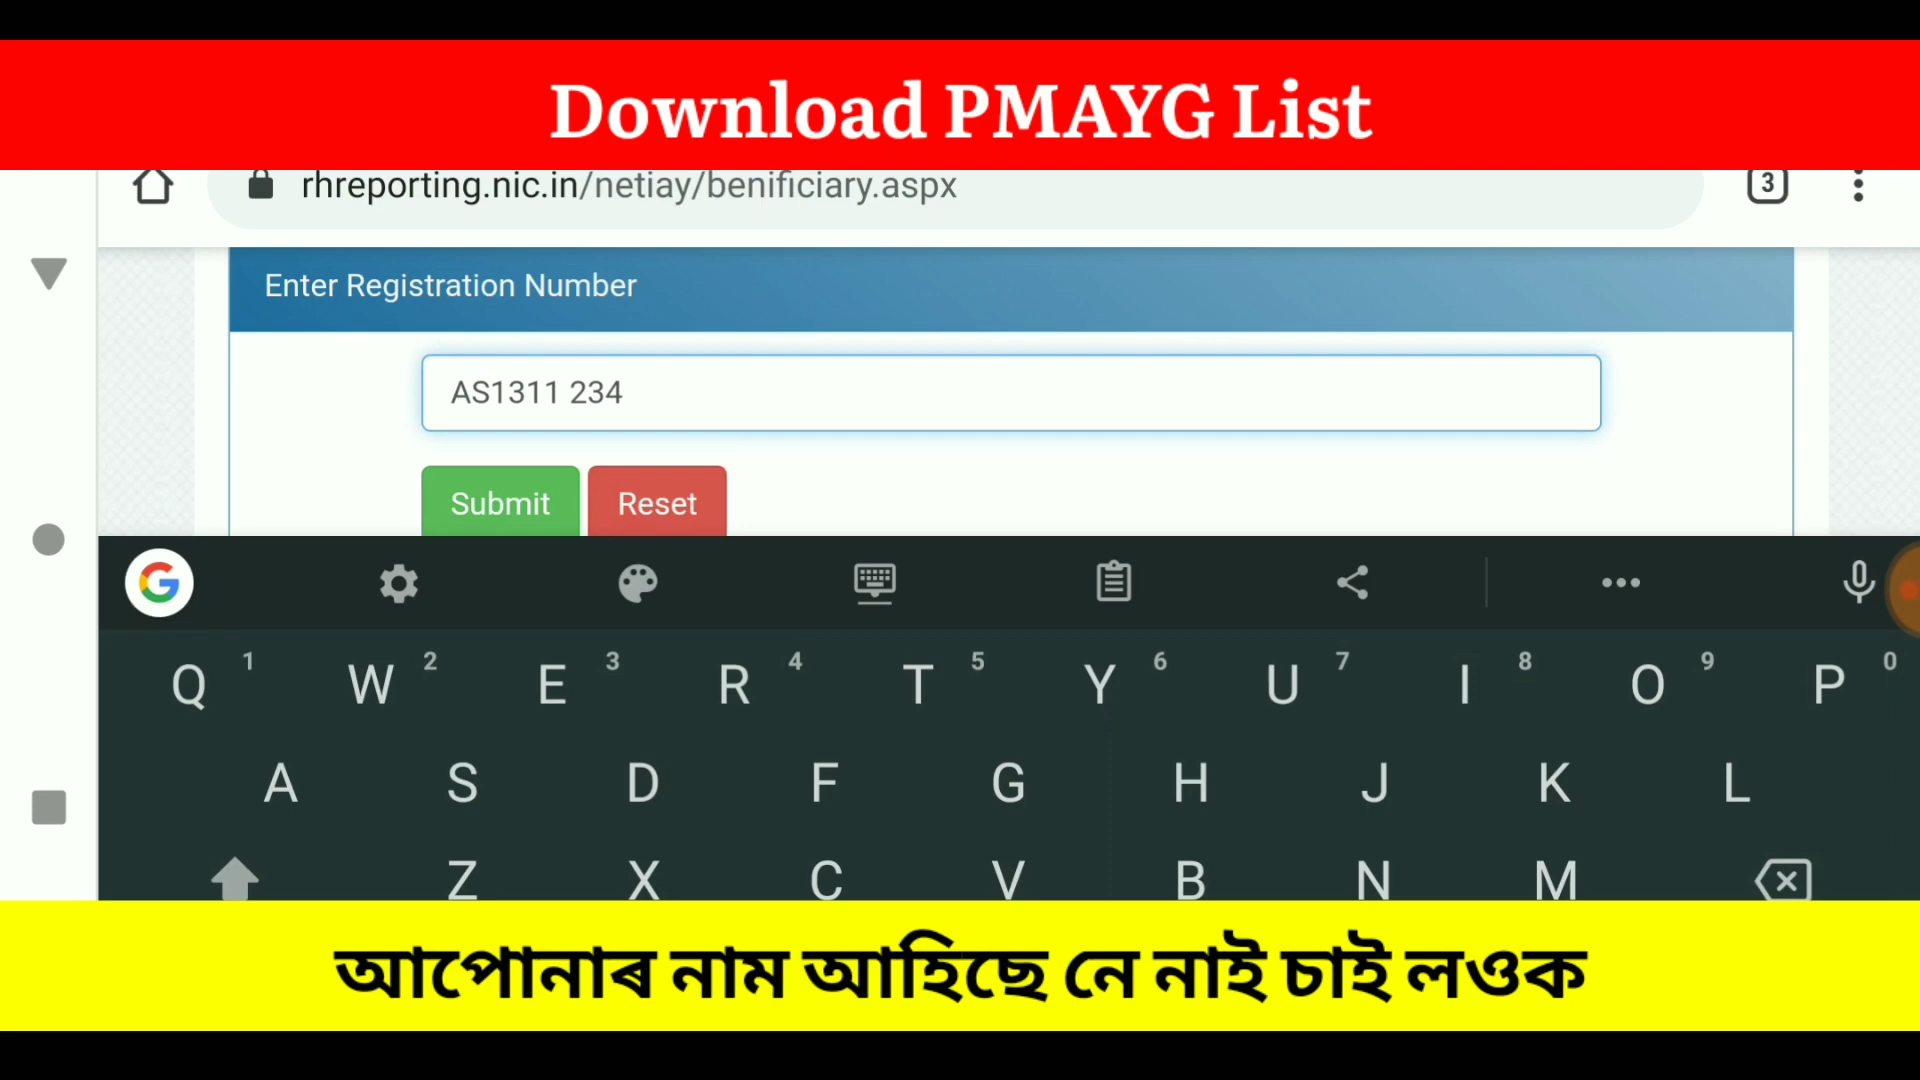 Download PMAYG List
rhreporting.nic.in/netiay/benificiary.aspx
3
Enter Registration Number
AS1311 234
Submit Reset
Q 1 W 2 E 3 R 4 T 5 Y 6 U 7 I 8 O 9 P 0
A S D F G H J K L
Z X C V B N M
আপোনাৰ নাম আহিছে নে নাই চাই লওক